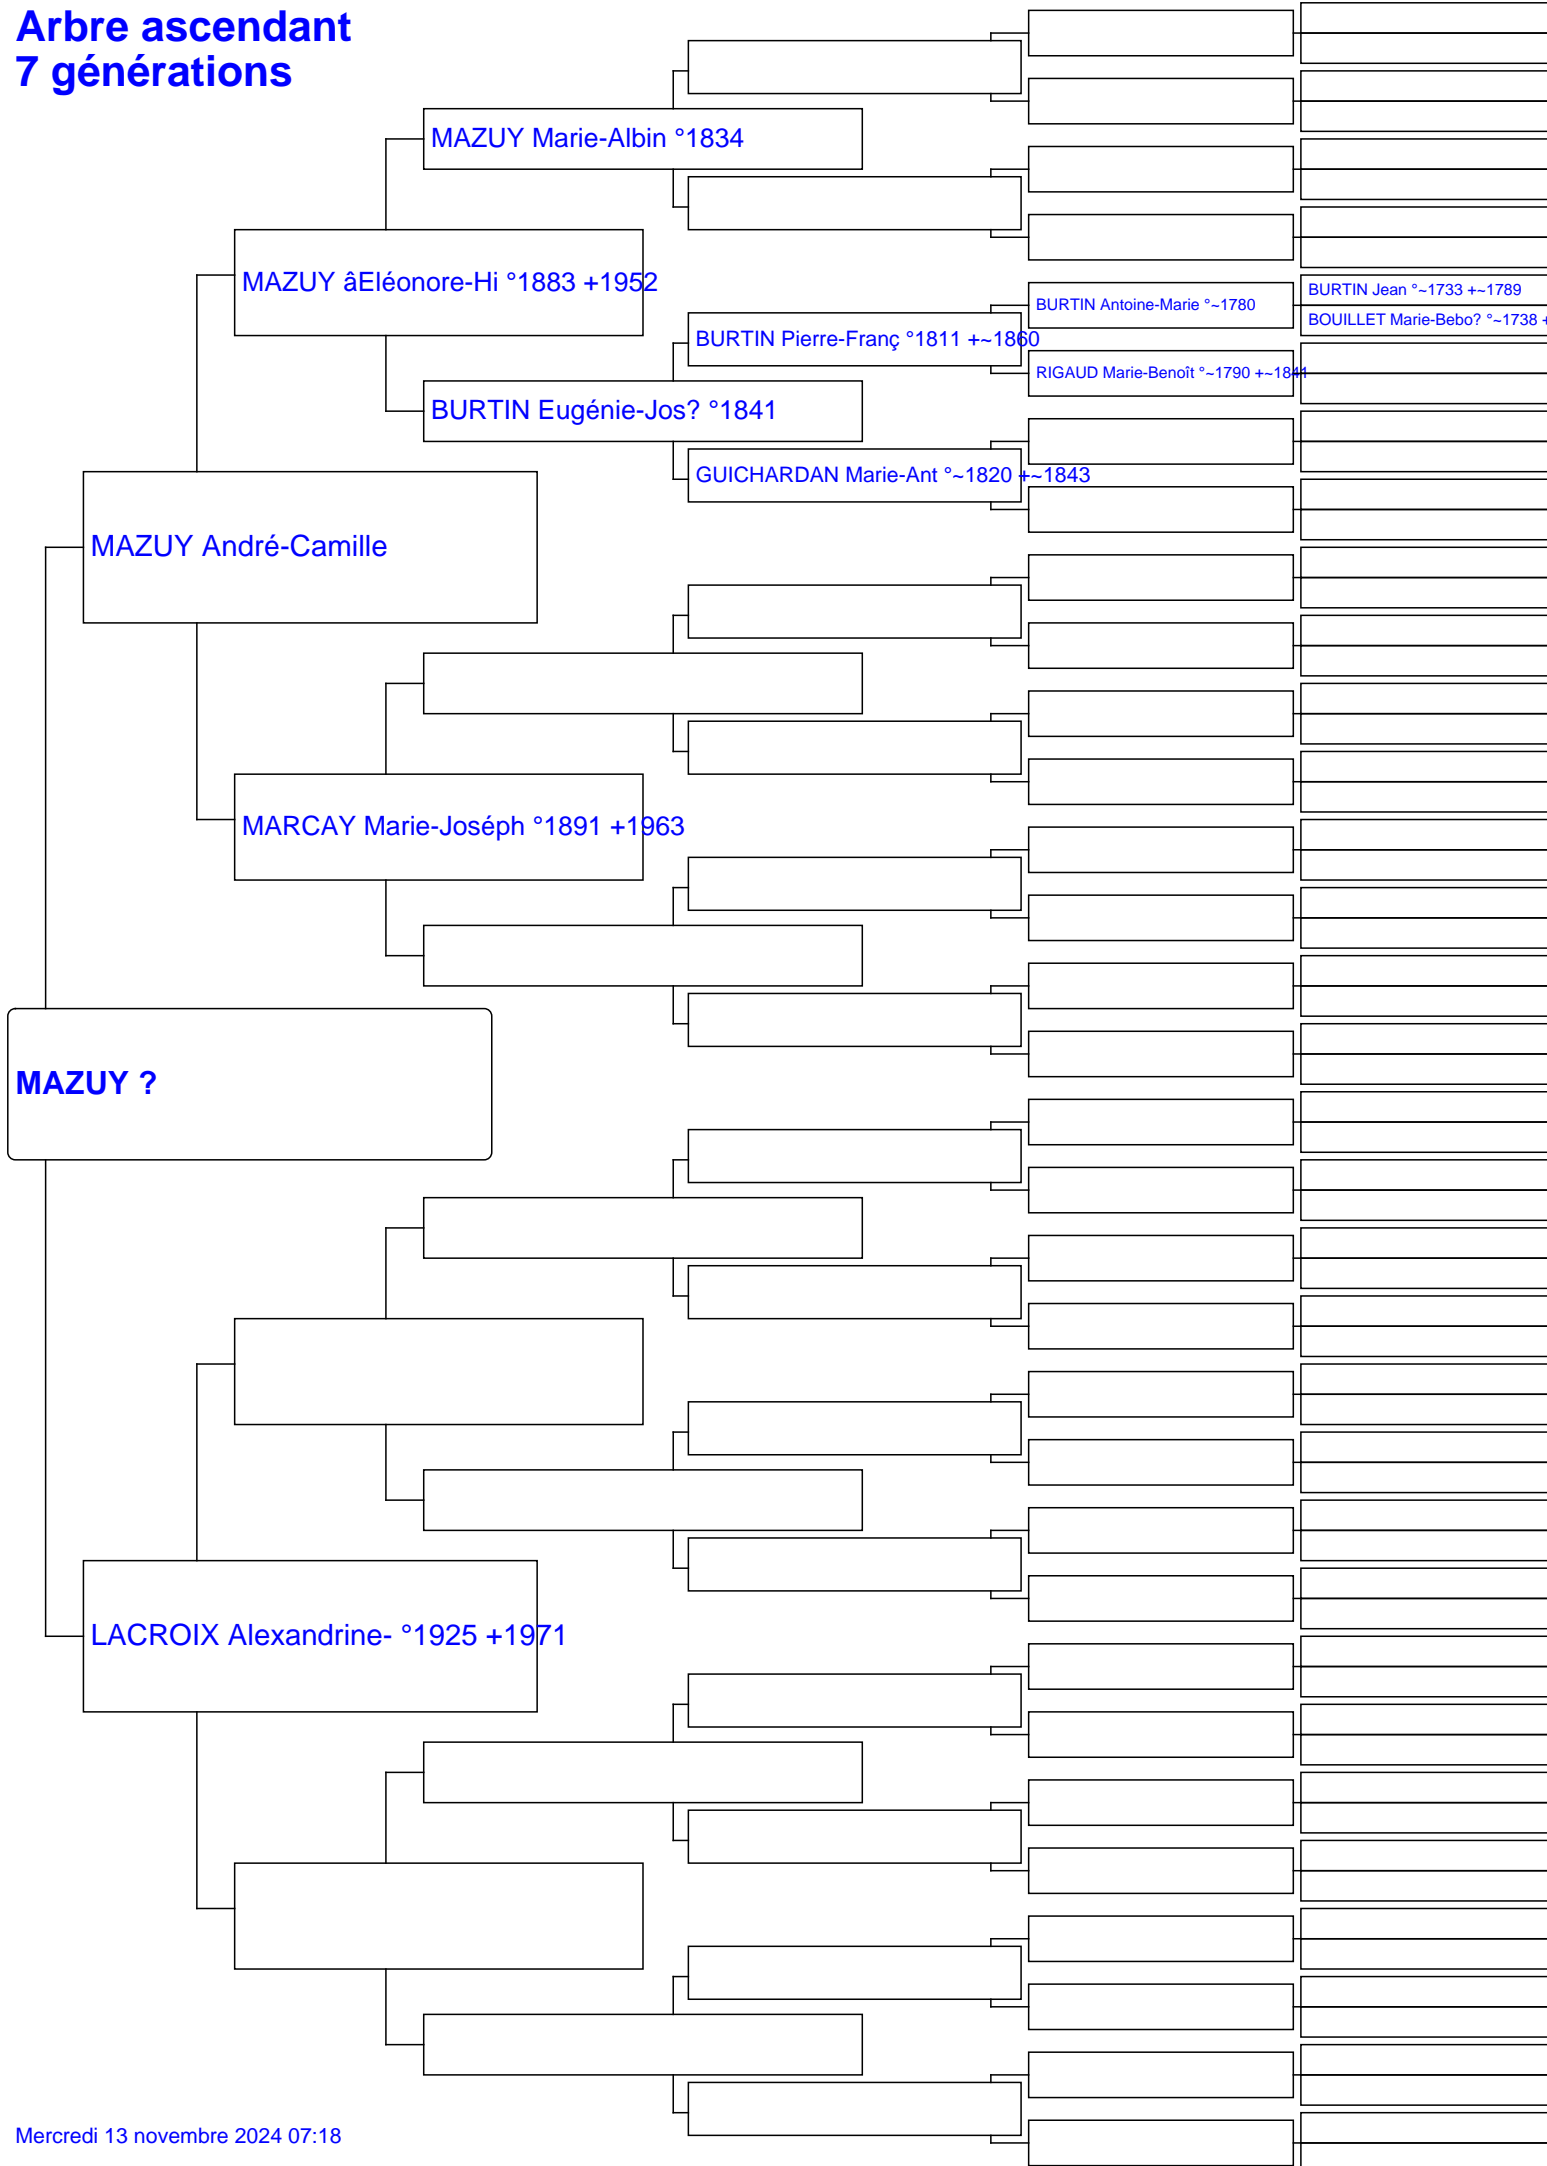 Arbre ascendant
7 générations
MAZUY Marie-Albin °1834
MAZUY âEléonore-Hi °1883 +1952
BURTIN Jean °~1733 +~1789
BURTIN Antoine-Marie °~1780
BOUILLET Marie-Bebo? °~1738 +
BURTIN Pierre-Franç °1811 +~1860
RIGAUD Marie-Benoît °~1790 +~1841
BURTIN Eugénie-Jos? °1841
GUICHARDAN Marie-Ant °~1820 +~1843
MAZUY André-Camille
MARCAY Marie-Joséph °1891 +1963
MAZUY ?
LACROIX Alexandrine- °1925 +1971
Mercredi 13 novembre 2024 07:18